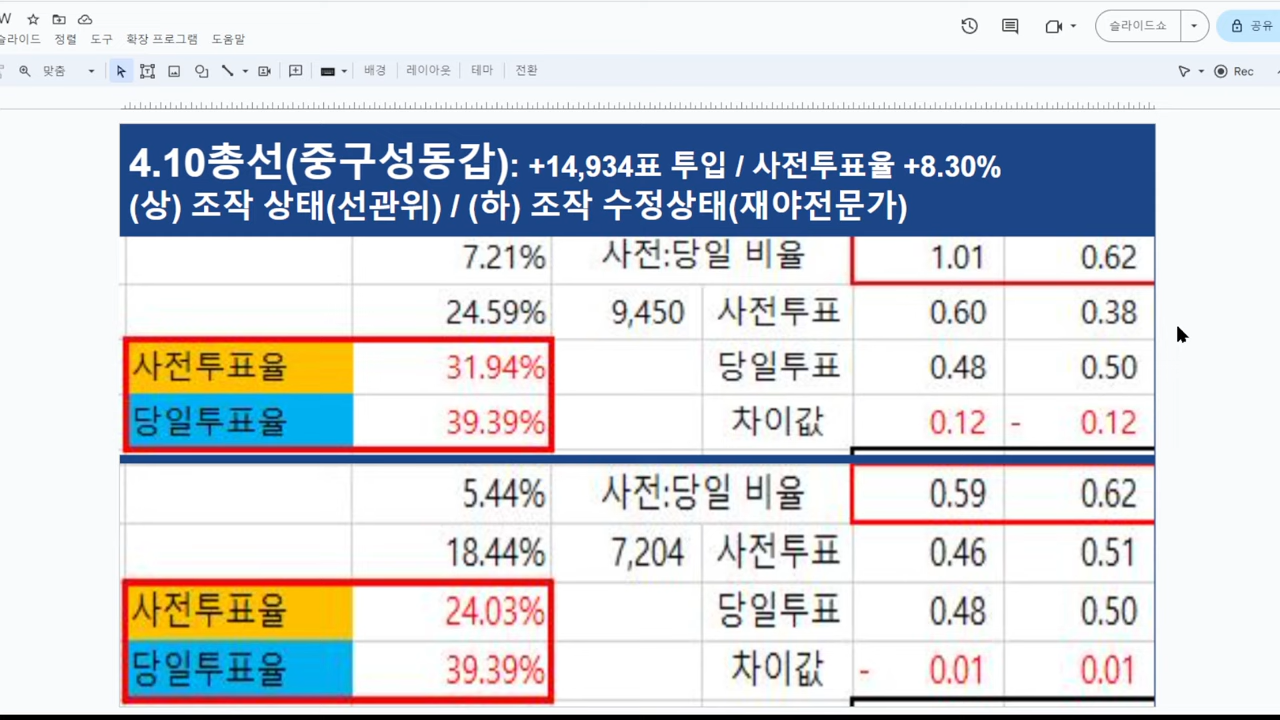 슬라이드 정렬 도구 확장 프로그램 도움말
슬라이드쇼 공유
맞춤 배경 레이아웃 테마 전환 Rec
4.10총선(중구성동갑): +14,934표 투입 / 사전투표율 +8.30%
(상) 조작 상태(선관위) / (하) 조작 수정상태(재야전문가)
7.21% 사전:당일 비율 1.01 0.62
24.59% 9,450 사전투표 0.60 0.38
사전투표율 31.94% 당일투표 0.48 0.50
당일투표율 39.39% 차이값 0.12 - 0.12
5.44% 사전:당일 비율 0.59 0.62
18.44% 7,204 사전투표 0.46 0.51
사전투표율 24.03% 당일투표 0.48 0.50
당일투표율 39.39% 차이값 - 0.01 0.01